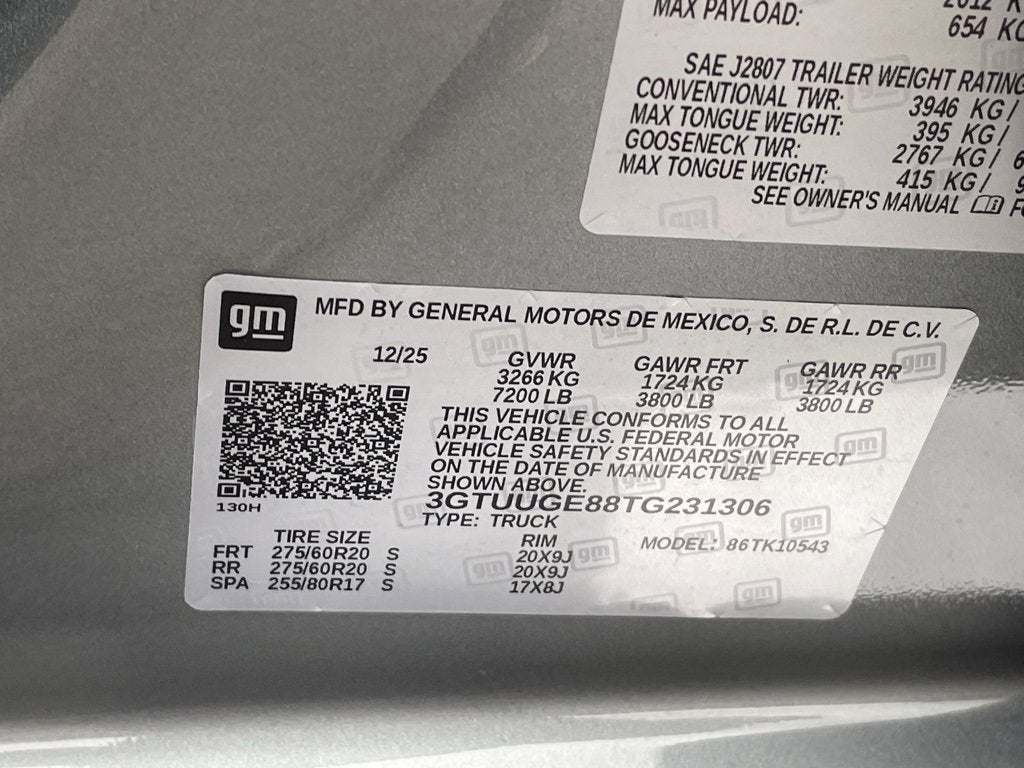 MAX PAYLOAD: 654 KG
SAE J2807 TRAILER WEIGHT RATING
CONVENTIONAL TWR: 3946 KG /
MAX TONGUE WEIGHT: 395 KG /
GOOSENECK TWR: 2767 KG / 6
MAX TONGUE WEIGHT: 415 KG / 9
SEE OWNER'S MANUAL
gm
MFD BY GENERAL MOTORS DE MEXICO, S. DE R.L. DE C.V.
12/25 GVWR GAWR FRT GAWR RR
3266 KG 1724 KG 1724 KG
7200 LB 3800 LB 3800 LB
THIS VEHICLE CONFORMS TO ALL
APPLICABLE U.S. FEDERAL MOTOR
VEHICLE SAFETY STANDARDS IN EFFECT
ON THE DATE OF MANUFACTURE
SHOWN ABOVE.
3GTUUGE88TG231306
130H
TYPE: TRUCK
TIRE SIZE RIM MODEL: 86TK10543
FRT 275/60R20 S 20X9J
RR 275/60R20 S 20X9J
SPA 255/80R17 S 17X8J